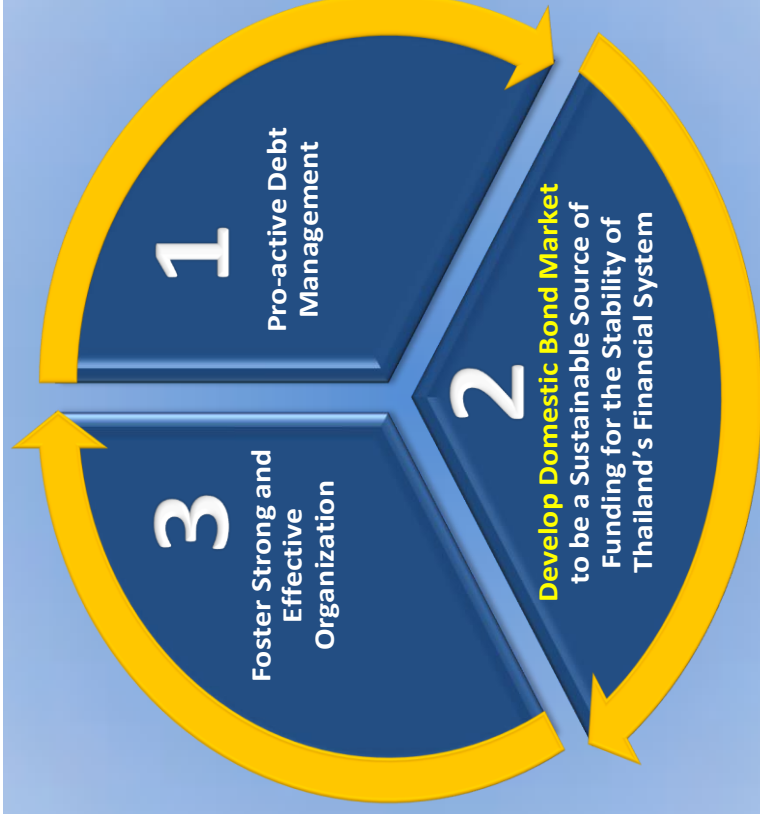 1
Pro-active Debt
Management
2
Develop Domestic Bond Market
to be a Sustainable Source of
Funding for the Stability of
Thailand’s Financial System
3
Foster Strong and
Effective
Organization